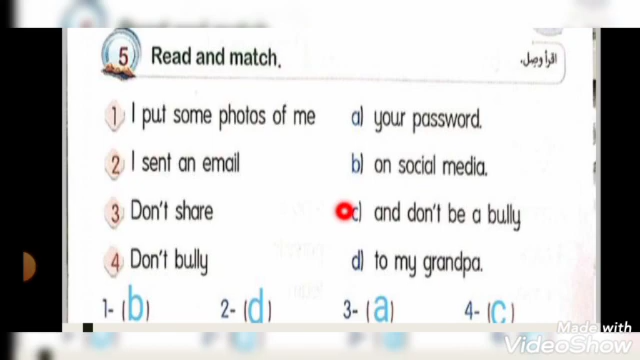 5 Read and match. اقرأ وصل.
1 I put some photos of me a) your password.
2 I sent an email b) on social media.
3 Don't share c) and don't be a bully
4 Don't bully d) to my grandpa.
1- (b) 2- (d) 3- (a) 4- (c)
Made with
VideoShow